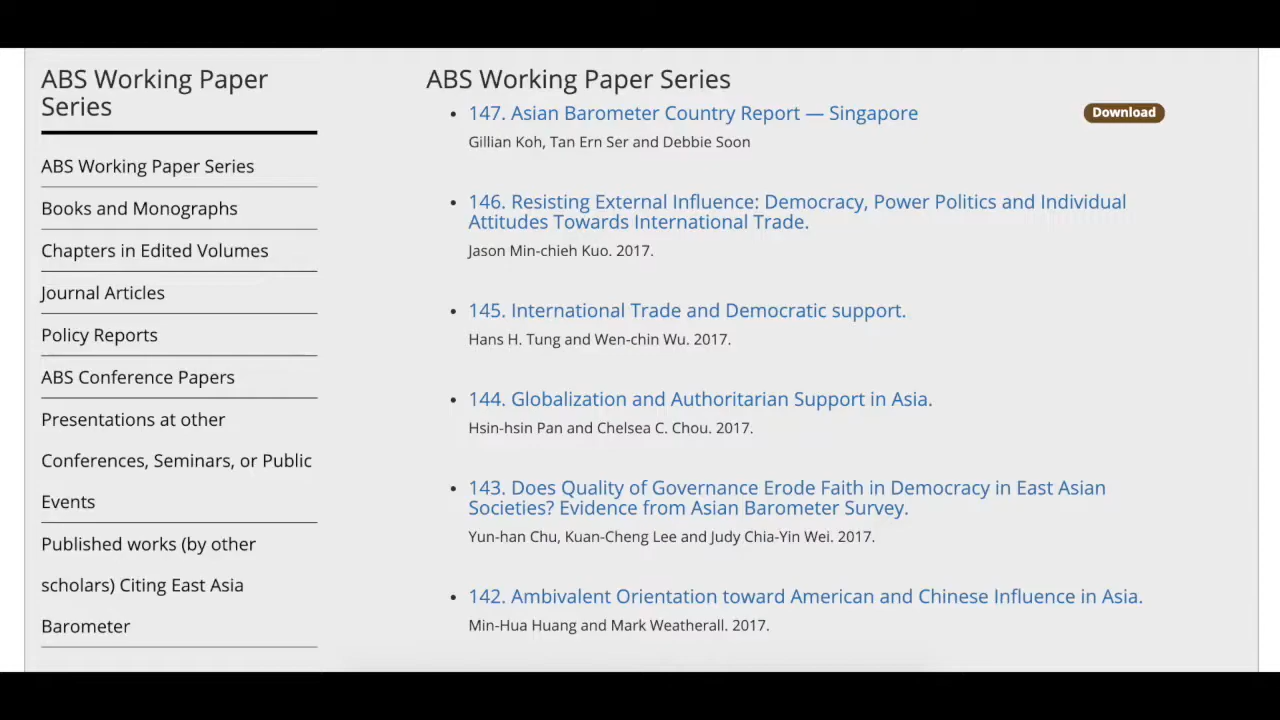 ABS Working Paper
Series
ABS Working Paper Series
Books and Monographs
Chapters in Edited Volumes
Journal Articles
Policy Reports
ABS Conference Papers
Presentations at other
Conferences, Seminars, or Public
Events
Published works (by other
scholars) Citing East Asia
Barometer
ABS Working Paper Series
147. Asian Barometer Country Report — Singapore
Download
Gillian Koh, Tan Ern Ser and Debbie Soon
146. Resisting External Influence: Democracy, Power Politics and Individual
Attitudes Towards International Trade.
Jason Min-chieh Kuo. 2017.
145. International Trade and Democratic support.
Hans H. Tung and Wen-chin Wu. 2017.
144. Globalization and Authoritarian Support in Asia.
Hsin-hsin Pan and Chelsea C. Chou. 2017.
143. Does Quality of Governance Erode Faith in Democracy in East Asian
Societies? Evidence from Asian Barometer Survey.
Yun-han Chu, Kuan-Cheng Lee and Judy Chia-Yin Wei. 2017.
142. Ambivalent Orientation toward American and Chinese Influence in Asia.
Min-Hua Huang and Mark Weatherall. 2017.